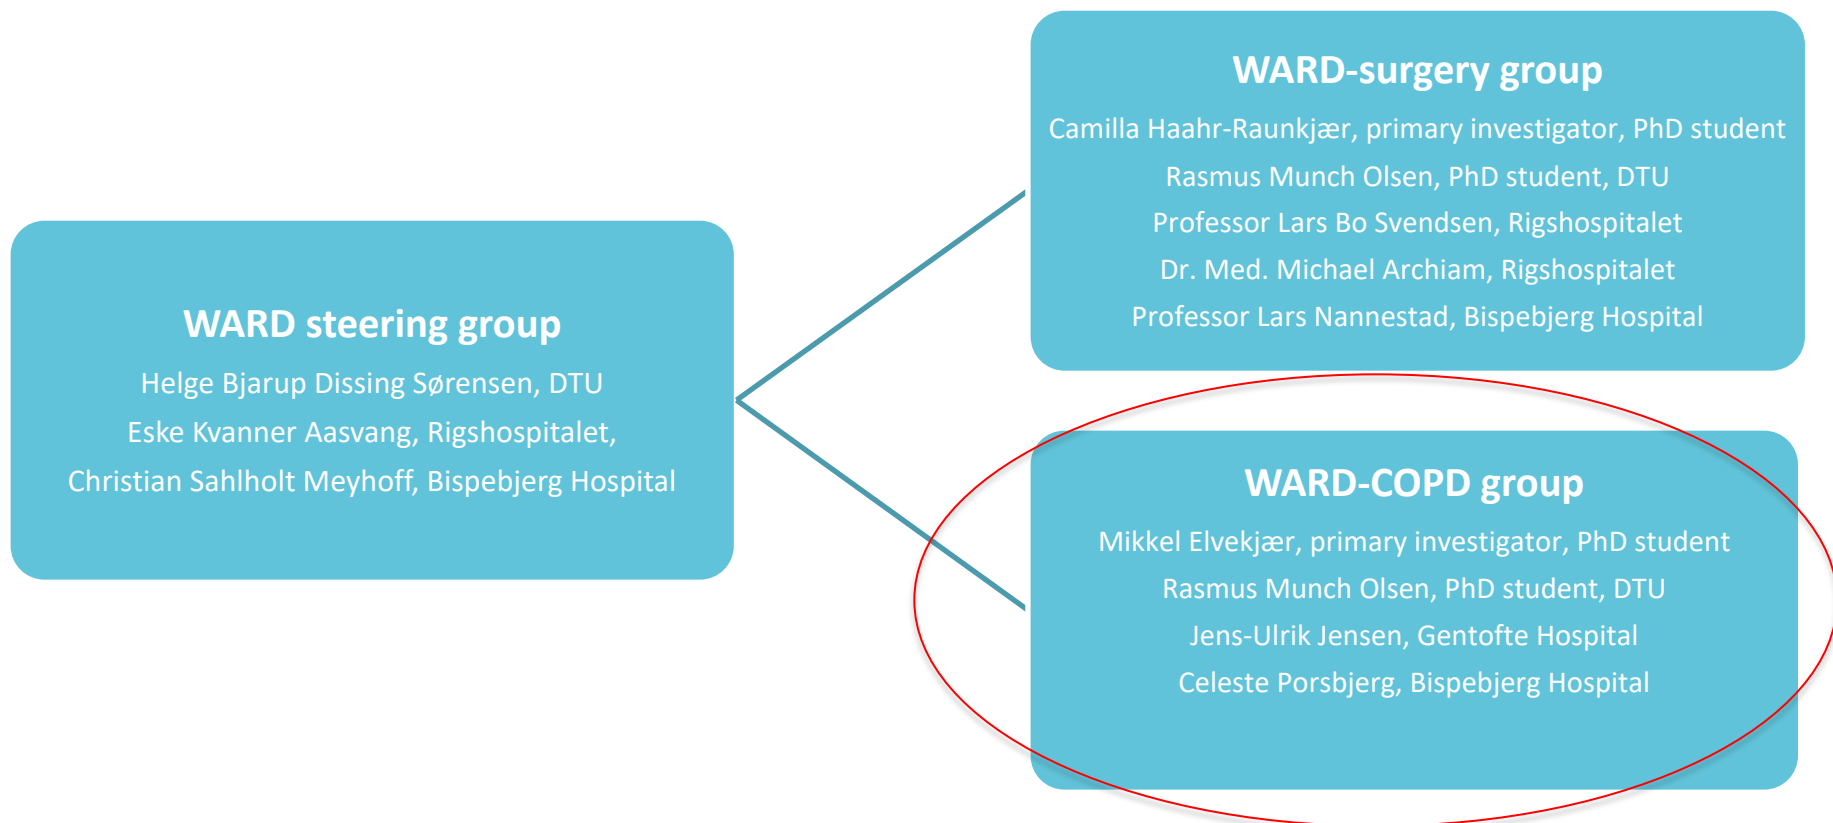 WARD steering group
Helge Bjarup Dissing Sørensen, DTU
Eske Kvanner Aasvang, Rigshospitalet,
Christian Sahlholt Meyhoff, Bispebjerg Hospital
WARD-surgery group
Camilla Haahr-Raunkjær, primary investigator, PhD student
Rasmus Munch Olsen, PhD student, DTU
Professor Lars Bo Svendsen, Rigshospitalet
Dr. Med. Michael Archiam, Rigshospitalet
Professor Lars Nannestad, Bispebjerg Hospital
WARD-COPD group
Mikkel Elvekjær, primary investigator, PhD student
Rasmus Munch Olsen, PhD student, DTU
Jens-Ulrik Jensen, Gentofte Hospital
Celeste Porsbjerg, Bispebjerg Hospital